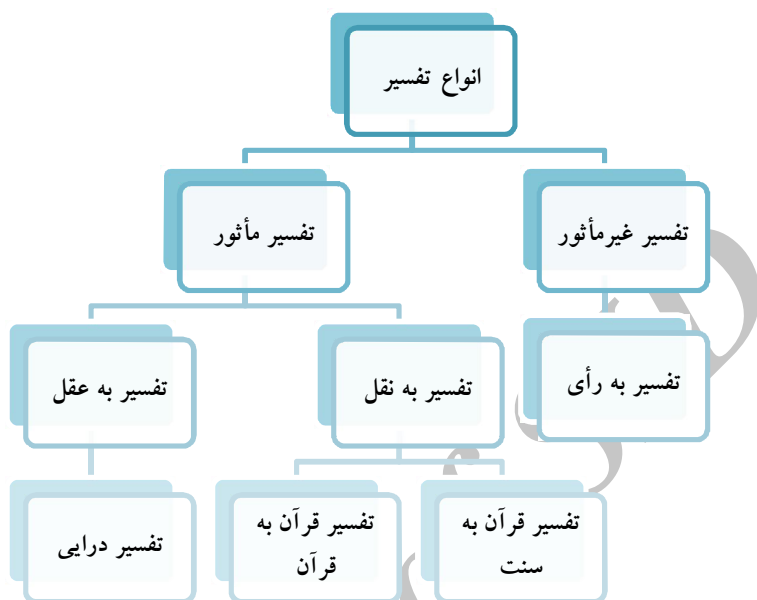 انواع تفسیر
تفسیر غیرمأثور
تفسیر مأثور
تفسیر به رأی
تفسیر به نقل
تفسیر به عقل
تفسیر قرآن به
سنت
تفسیر قرآن به
قرآن
تفسیر درایی